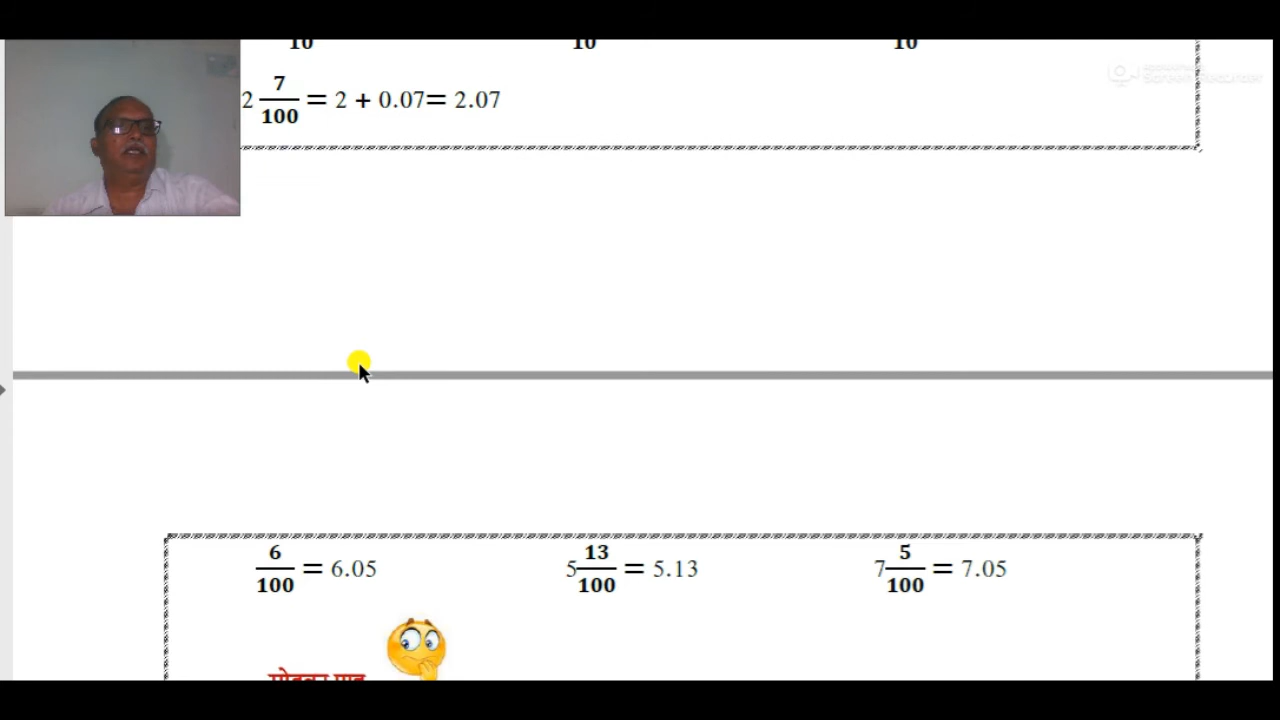 10 10 10
2 7/100 = 2 + 0.07= 2.07
6/100 = 6.05 5 13/100 = 5.13 7 5/100 = 7.05